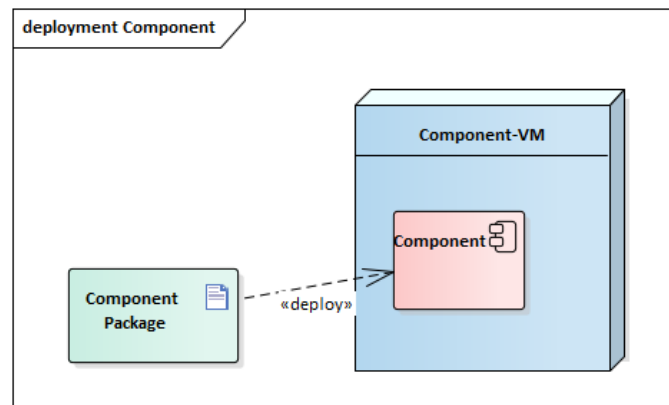 deployment Component
Component-VM
Component
«deploy»
Component
Package